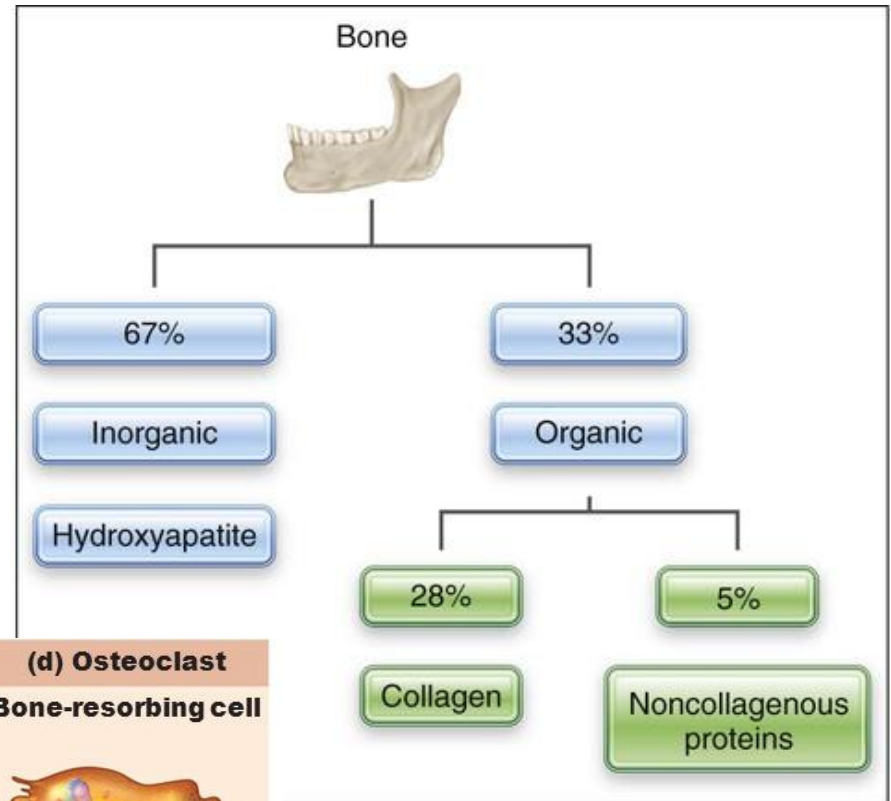 Bone
67%
33%
Inorganic
Organic
Hydroxyapatite
28%
5%
Collagen
Noncollagenous
proteins
(d) Osteoclast
Bone-resorbing cell